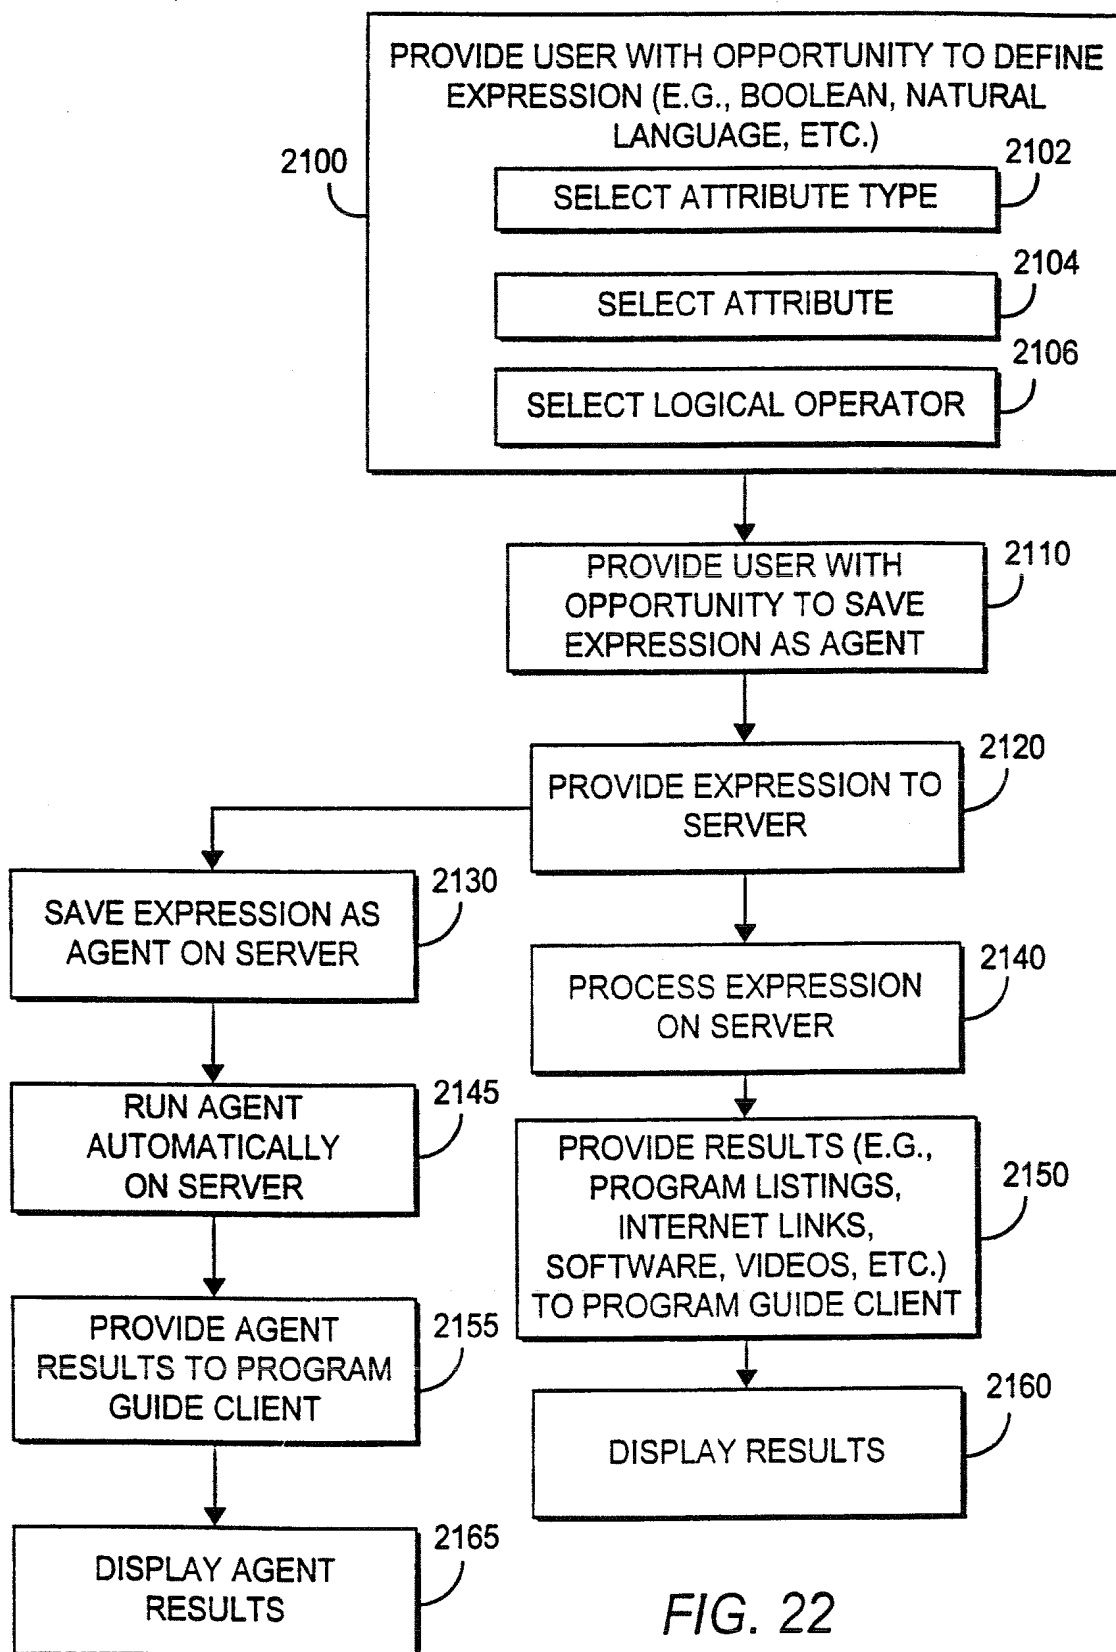 PROVIDE USER WITH OPPORTUNITY TO DEFINE
EXPRESSION (E.G., BOOLEAN, NATURAL
LANGUAGE, ETC.)
2100
2102
SELECT ATTRIBUTE TYPE
2104
SELECT ATTRIBUTE
2106
SELECT LOGICAL OPERATOR
2110
PROVIDE USER WITH
OPPORTUNITY TO SAVE
EXPRESSION AS AGENT
2120
PROVIDE EXPRESSION TO
SERVER
2130
SAVE EXPRESSION AS
AGENT ON SERVER
2140
PROCESS EXPRESSION
ON SERVER
2145
RUN AGENT
AUTOMATICALLY
ON SERVER
2150
PROVIDE RESULTS (E.G.,
PROGRAM LISTINGS,
INTERNET LINKS,
SOFTWARE, VIDEOS, ETC.)
TO PROGRAM GUIDE CLIENT
2155
PROVIDE AGENT
RESULTS TO PROGRAM
GUIDE CLIENT
2160
DISPLAY RESULTS
2165
DISPLAY AGENT
RESULTS
FIG. 22